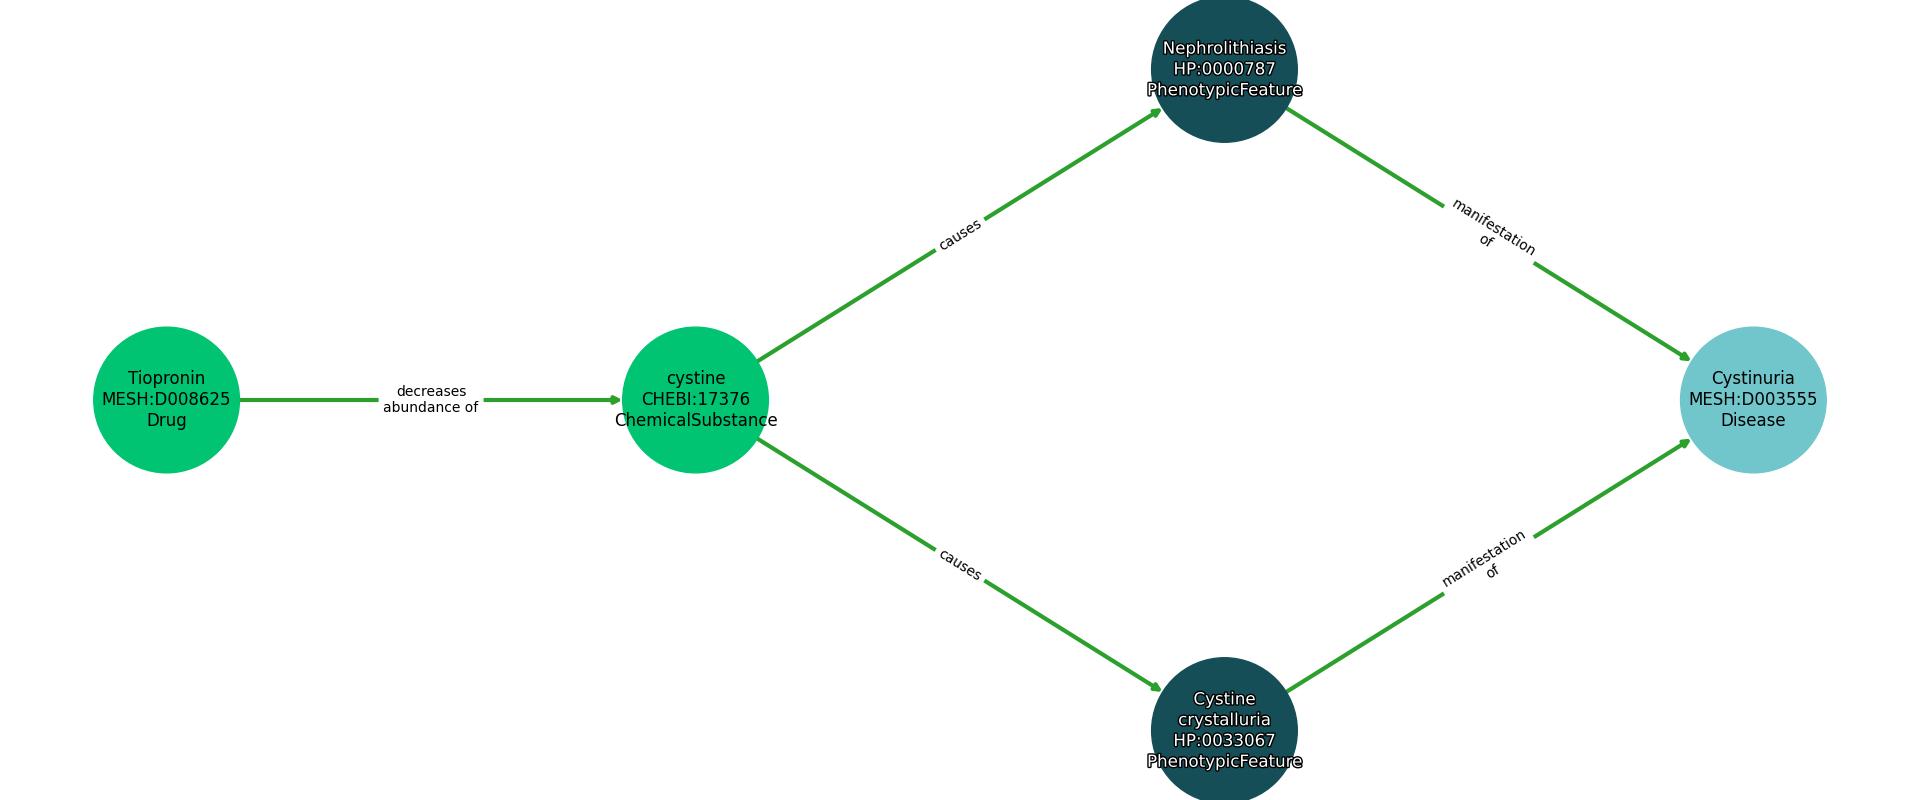 Nephrolithiasis
HP:0000787
PhenotypicFeature
manifestation
of
causes
Tiopronin
MESH:D008625
Drug
decreases
abundance of
cystine
CHEBI:17376
ChemicalSubstance
Cystinuria
MESH:D003555
Disease
causes
manifestation
of
Cystine
crystalluria
HP:0033067
PhenotypicFeature